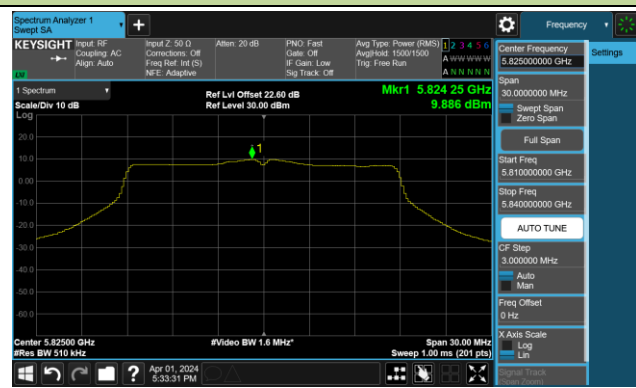 Spectrum Analyzer 1
Swept SA
Frequency
KEYSIGHT
Input: RF
Coupling: AC
Align: Auto
Input Z: 50 Ω
Corrections: Off
Freq Ref: Int (S)
NFE: Adaptive
Atten: 20 dB
PNO: Fast
Gate: Off
IF Gain: Low
Sig Track: Off
Avg Type: Power (RMS)
Avg|Hold: 1500/1500
Trig: Free Run
1 2 3 4 5 6
A W W W W W
A N N N N N
LW
1 Spectrum
Scale/Div 10 dB
Log
Ref Lvl Offset 22.60 dB
Ref Level 30.00 dBm
Mkr1 5.824 25 GHz
9.886 dBm
1
20.0
10.0
0.00
-10.0
-20.0
-30.0
-40.0
-50.0
-60.0
Center 5.82500 GHz
#Res BW 510 kHz
#Video BW 1.6 MHz*
Span 30.00 MHz
Sweep 1.00 ms (201 pts)
Center Frequency
5.825000000 GHz
Settings
Span
30.0000000 MHz
Swept Span
Zero Span
Full Span
Start Freq
5.810000000 GHz
Stop Freq
5.840000000 GHz
AUTO TUNE
CF Step
3.000000 MHz
Auto
Man
Freq Offset
0 Hz
X Axis Scale
Log
Lin
Signal Track
(Span Zoom)
?
Apr 01, 2024
5:33:31 PM